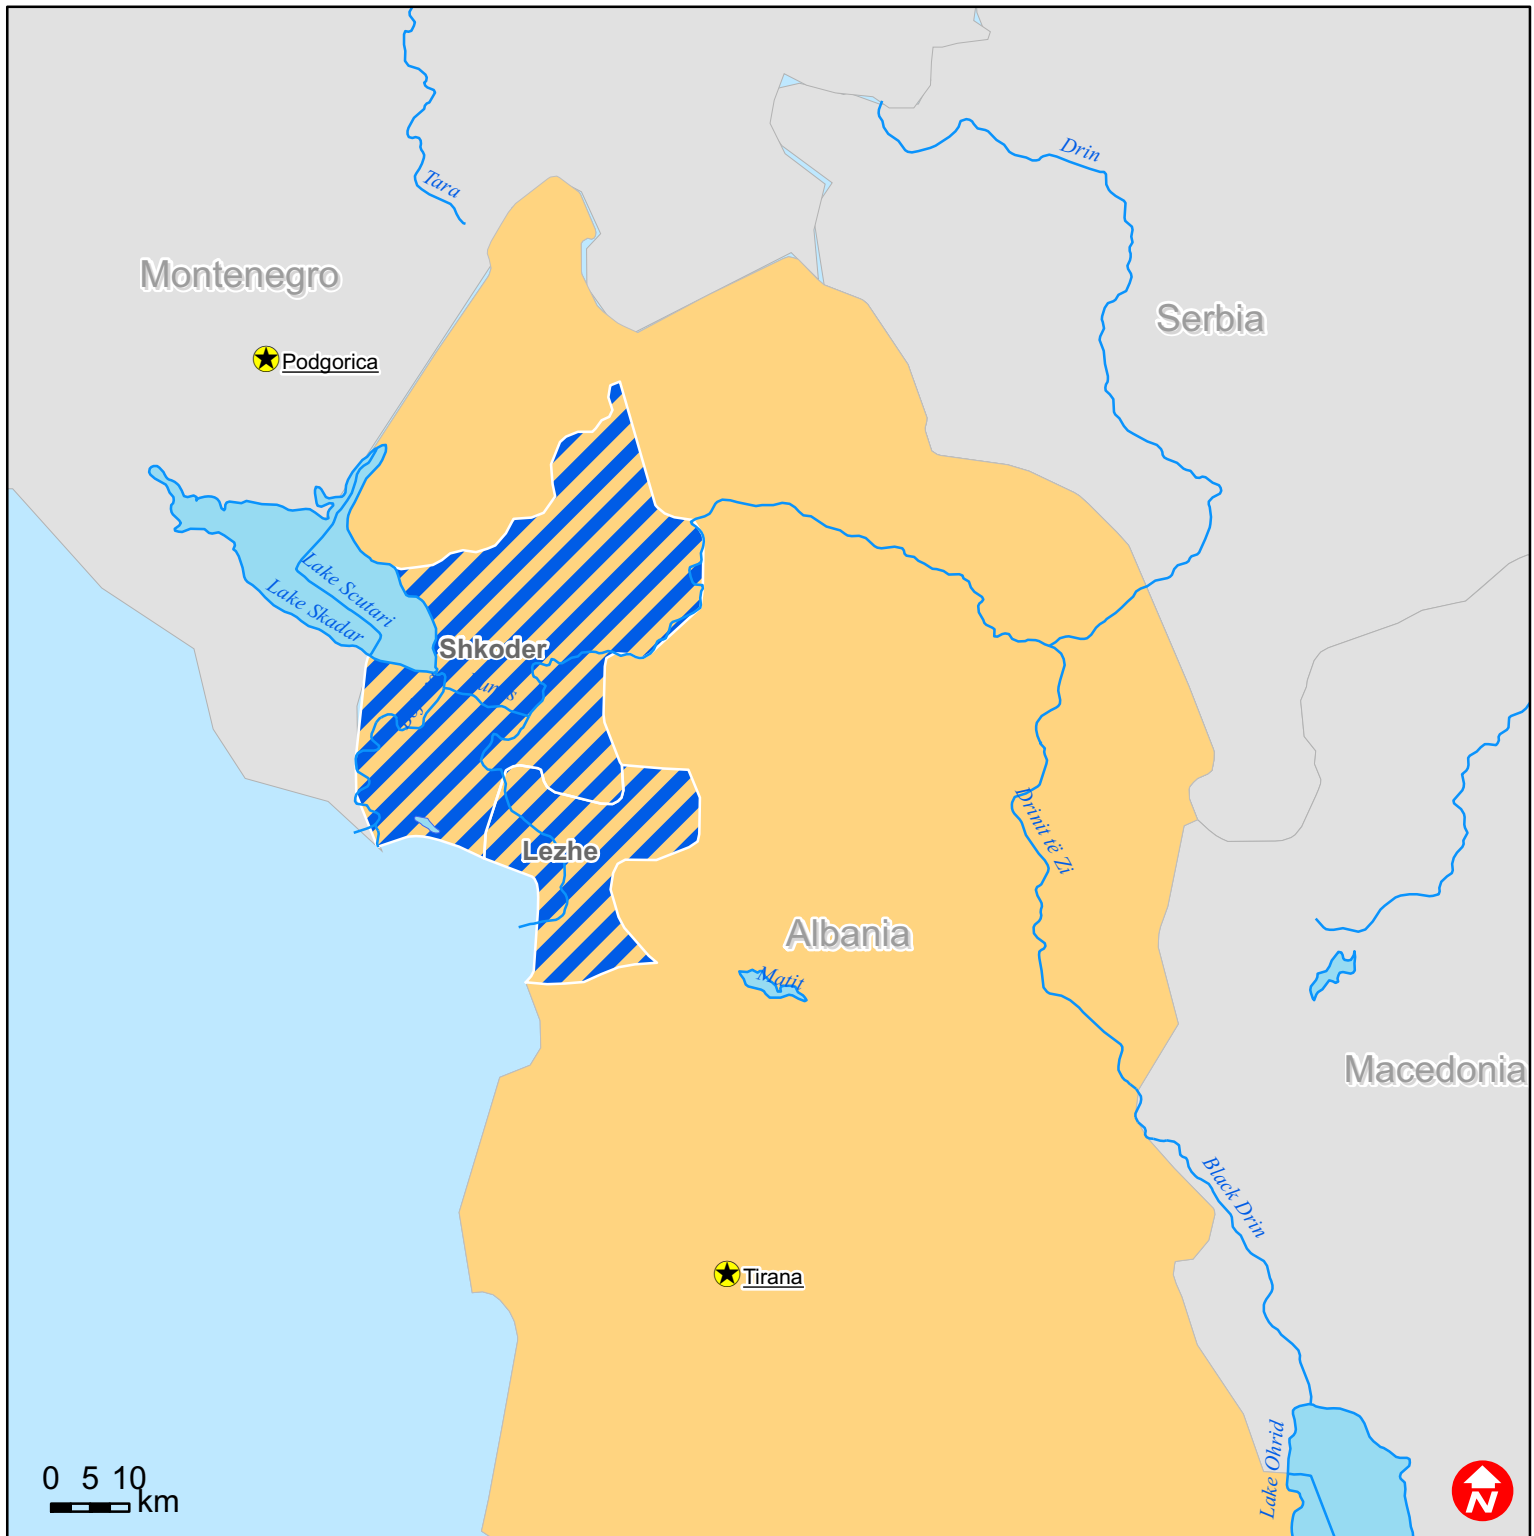 Tara
Drin
Montenegro
Serbia
Podgorica
Lake Scutari
Lake Skadar
Shkoder
Drinit të Zi
Lezhe
Albania
Matit
Macedonia
Black Drin
Tirana
Lake Ohrid
0 5 10
km
N